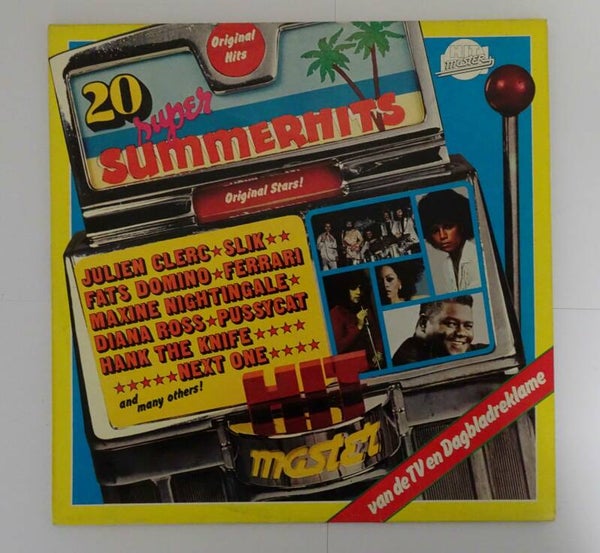 Original
Hits
HIT
master
20
super
SUMMERHITS
Original Stars!
JULIEN CLERC★SLIK★★
FATS DOMINO★FERRARI
MAXINE NIGHTINGALE★
DIANA ROSS★PUSSYCAT
HANK THE KNIFE★★★★
★★★★★NEXT ONE★★★★
and many others!
HIT
master
van de TV en Dagbladreklame